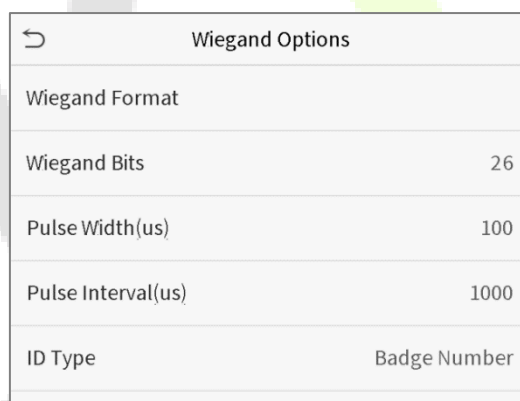 Wiegand Options
Wiegand Format
Wiegand Bits 26
Pulse Width(us) 100
Pulse Interval(us) 1000
ID Type Badge Number